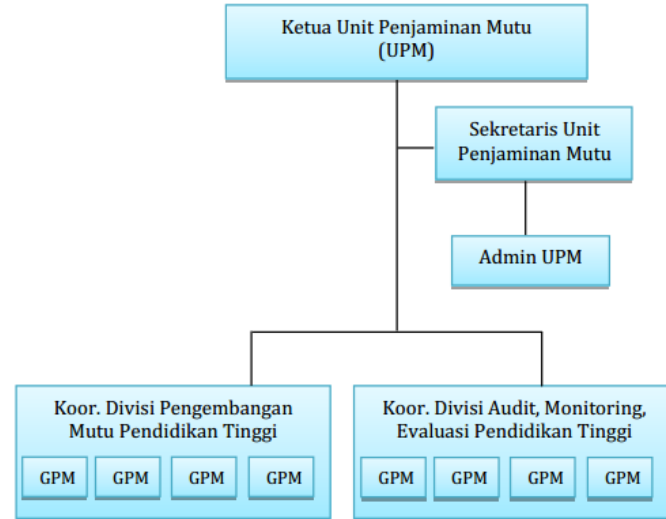 Ketua Unit Penjaminan Mutu
(UPM)
Sekretaris Unit
Penjaminan Mutu
Admin UPM
Koor. Divisi Pengembangan
Mutu Pendidikan Tinggi
GPM
GPM
GPM
GPM
Koor. Divisi Audit, Monitoring,
Evaluasi Pendidikan Tinggi
GPM
GPM
GPM
GPM